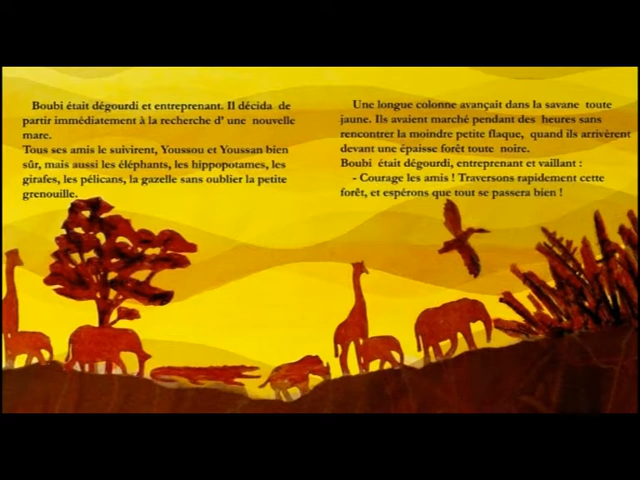 Boubi était dégourdi et entreprenant. Il décida de
partir immédiatement à la recherche d' une nouvelle
mare.
Tous ses amis le suivirent, Youssou et Youssan bien
sûr, mais aussi les éléphants, les hippopotames, les
girafes, les pélicans, la gazelle sans oublier la petite
grenouille.
Une longue colonne avançait dans la savane toute
jaune. Ils avaient marché pendant des heures sans
rencontrer la moindre petite flaque, quand ils arrivèrent
devant une épaisse forêt toute noire.
Boubi était dégourdi, entreprenant et vaillant :
- Courage les amis ! Traversons rapidement cette
forêt, et espérons que tout se passera bien !